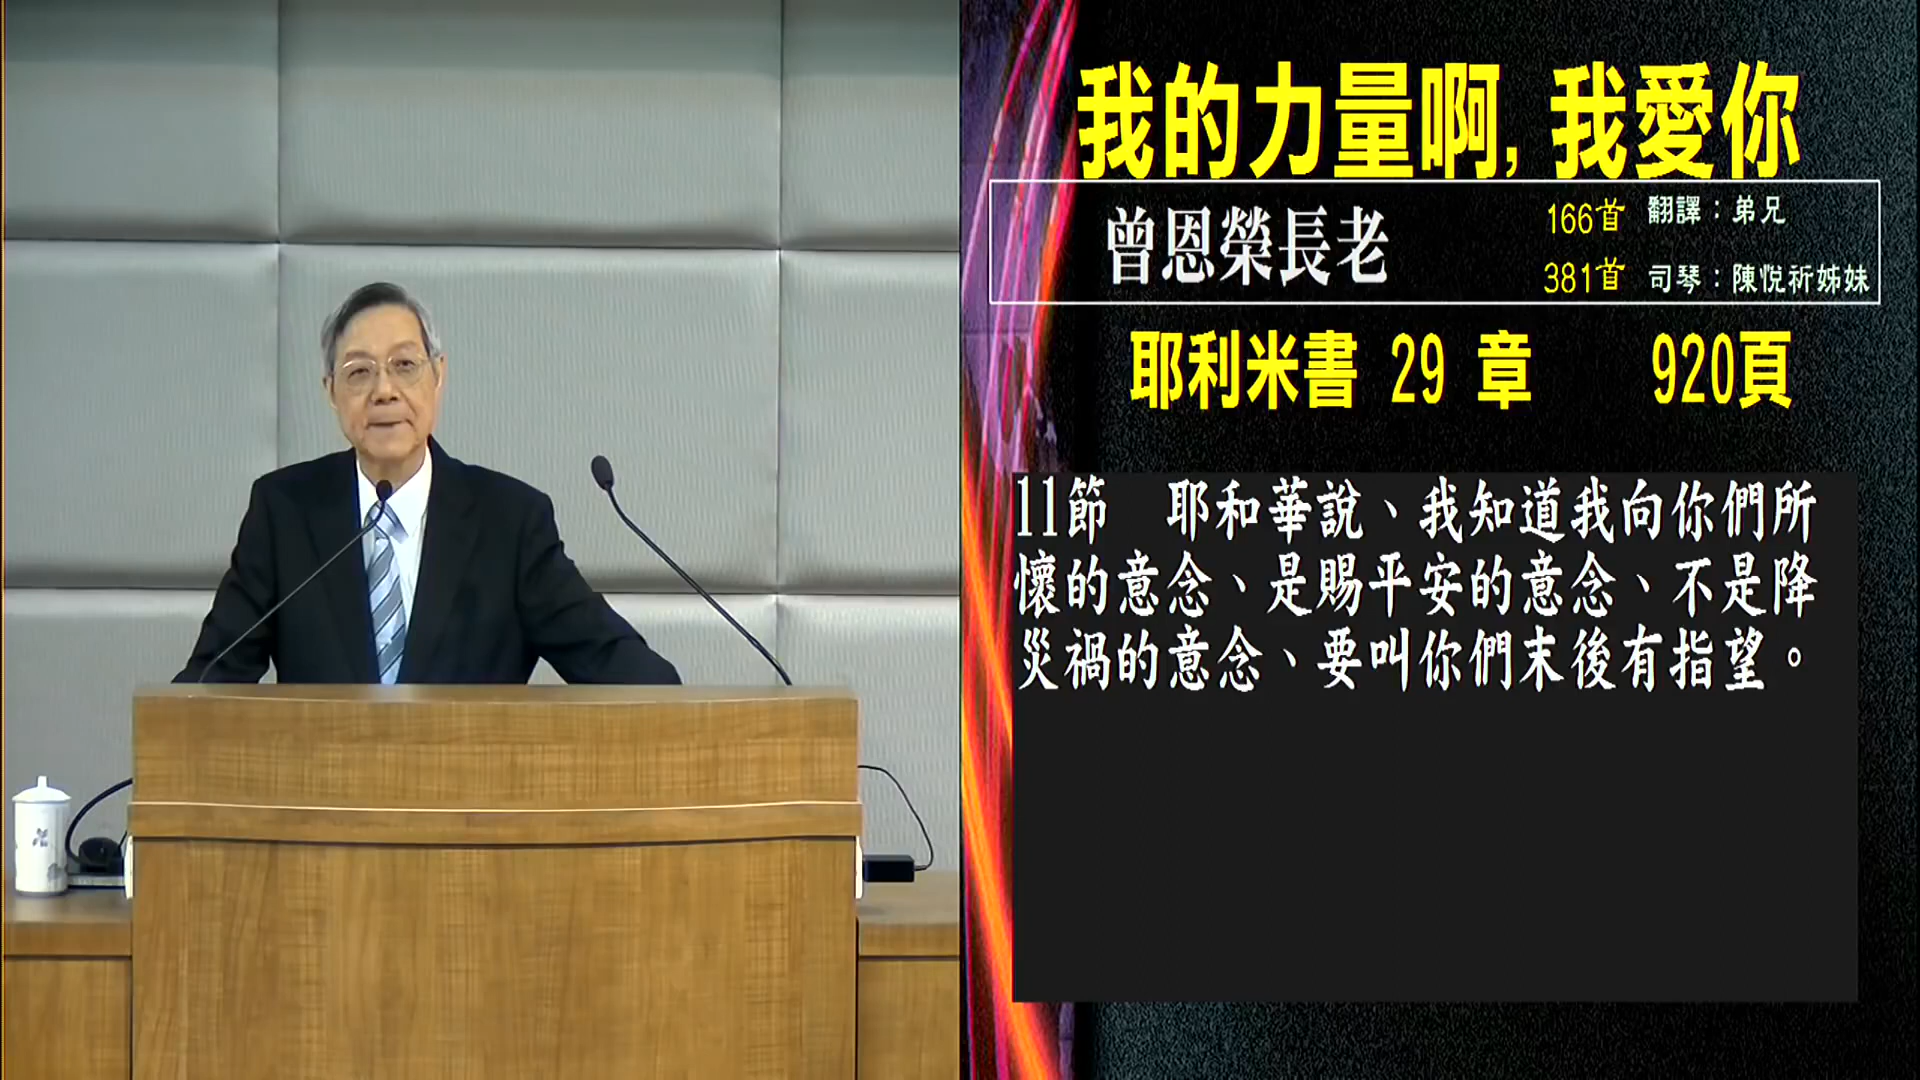 我的力量啊,我愛你
曾恩榮長老
166首 翻譯：弟兄
381首 司琴：陳悅祈姊妹
耶利米書 29 章 920頁
11節 耶和華說、我知道我向你們所
懷的意念、是賜平安的意念、不是降
災禍的意念、要叫你們末後有指望。